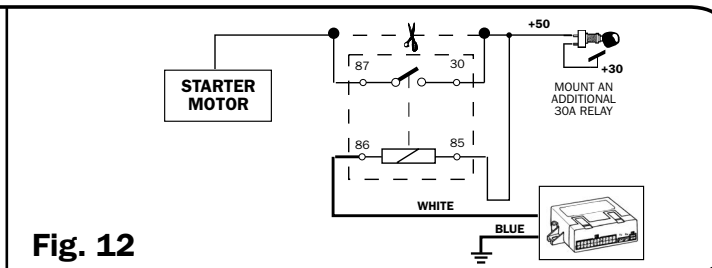 +50
87
30
+30
STARTER
MOTOR
MOUNT AN
ADDITIONAL
30A RELAY
86
85
WHITE
BLUE
Fig. 12